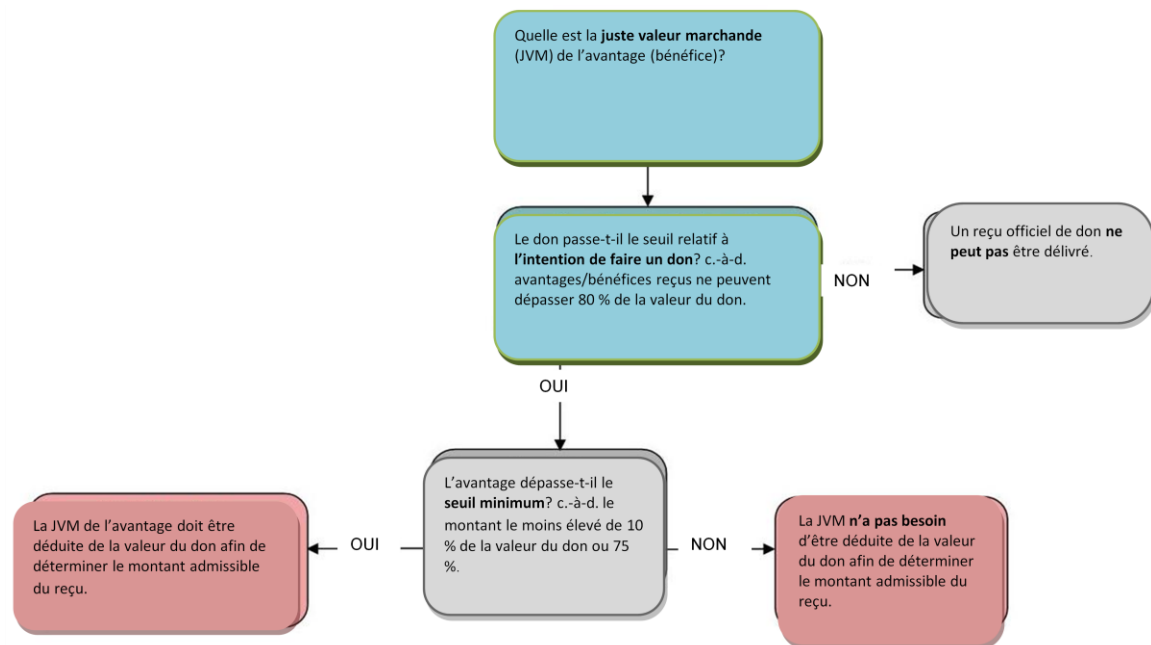 Quelle est la juste valeur marchande
(JVM) de l'avantage (bénéfice)?
Le don passe-t-il le seuil relatif à
l'intention de faire un don? c.-à-d.
avantages/bénéfices reçus ne peuvent
dépasser 80 % de la valeur du don.
NON
Un reçu officiel de don ne
peut pas être délivré.
OUI
L'avantage dépasse-t-il le
seuil minimum? c.-à-d. le
montant le moins élevé de 10
% de la valeur du don ou 75
%.
OUI
La JVM de l'avantage doit être
déduite de la valeur du don afin de
déterminer le montant admissible
du reçu.
NON
La JVM n'a pas besoin
d'être déduite de la valeur
du don afin de déterminer
le montant admissible du
reçu.